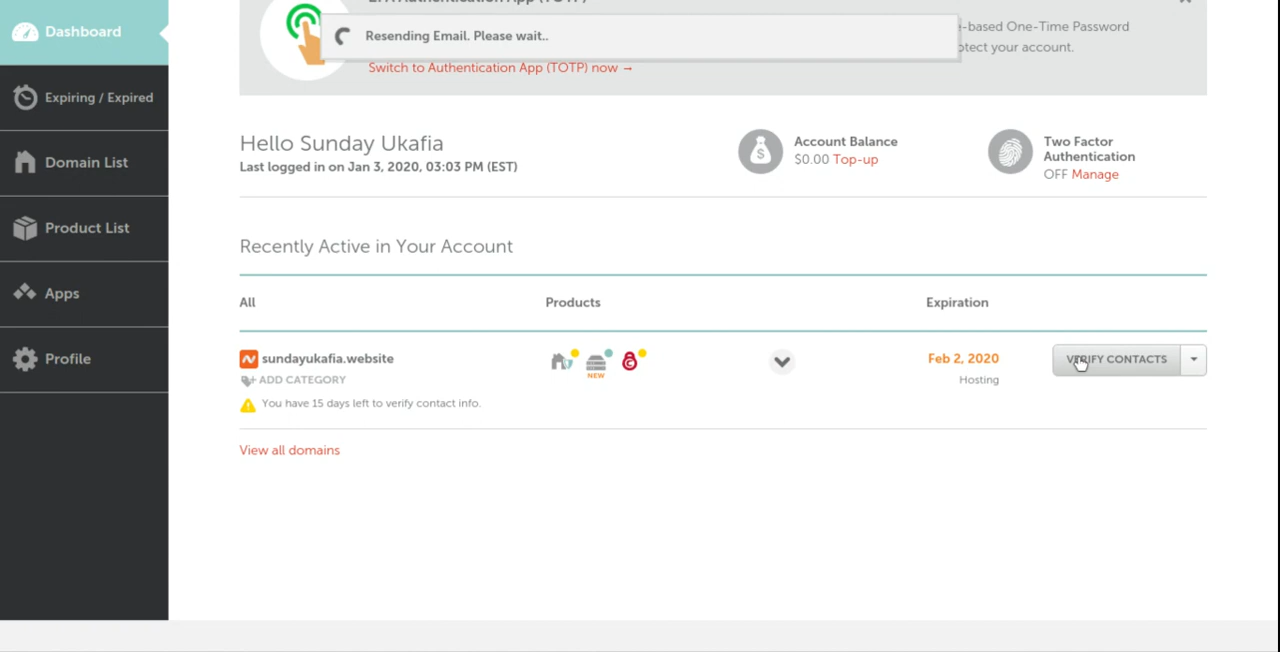 Dashboard
Expiring / Expired
Domain List
Product List
Apps
Profile
Resending Email. Please wait..
-based One-Time Password
otect your account.
Switch to Authentication App (TOTP) now →
Hello Sunday Ukafia
Last logged in on Jan 3, 2020, 03:03 PM (EST)
Account Balance
$0.00 Top-up
Two Factor
Authentication
OFF Manage
Recently Active in Your Account
All Products Expiration
sundayukafia.website
NEW
Feb 2, 2020
VERIFY CONTACTS
ADD CATEGORY
Hosting
You have 15 days left to verify contact info.
View all domains